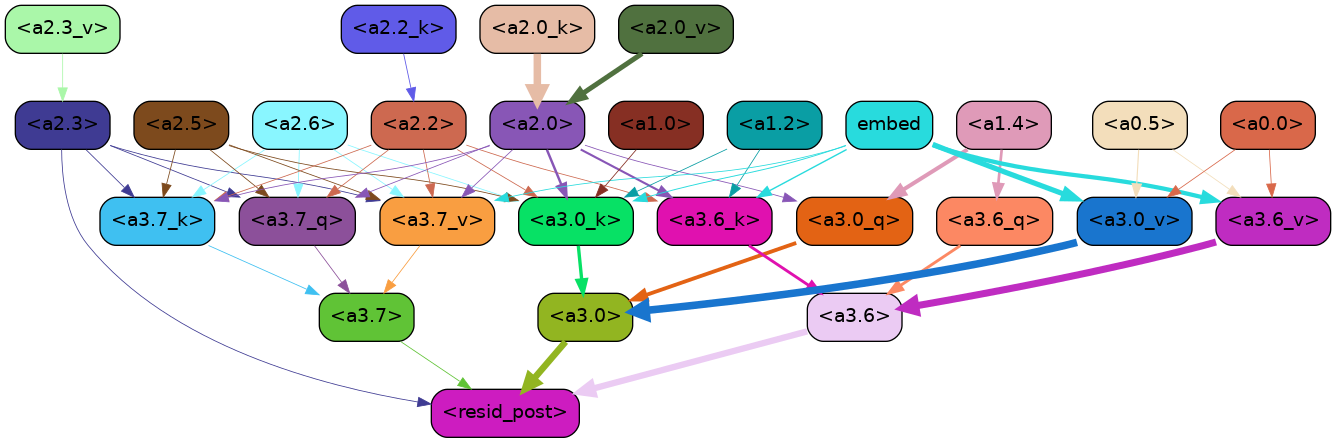 <a2.3_v> <a2.2_k> <a2.0_k> <a2.0_v>
<a2.3> <a2.5> <a2.6> <a2.2> <a2.0> <a1.0> <a1.2> embed <a1.4> <a0.5> <a0.0>
<a3.7_k> <a3.7_q> <a3.7_v> <a3.0_k> <a3.6_k> <a3.0_q> <a3.6_q> <a3.0_v> <a3.6_v>
<a3.7> <a3.0> <a3.6>
<resid_post>